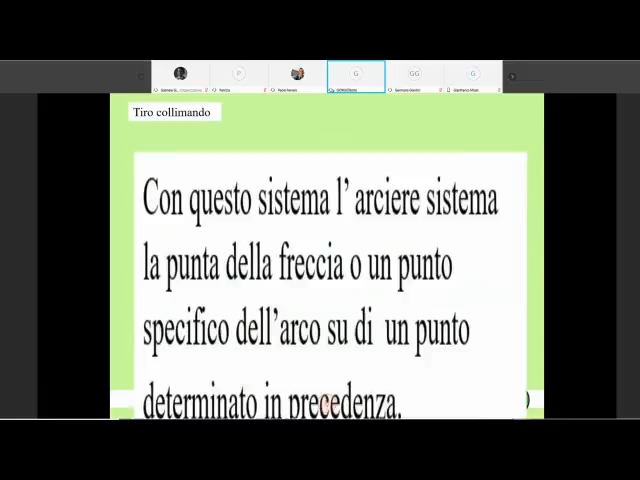 P G GG G
Tiro collimando
Con questo sistema l’ arciere sistema
la punta della freccia o un punto
specifico dell’arco su di un punto
determinato in precedenza.